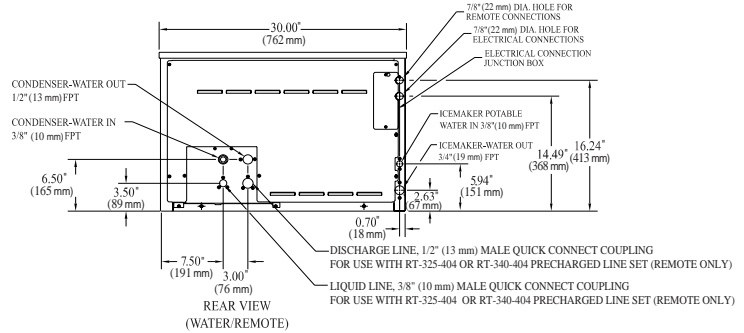 7/8"(22 mm) DIA. HOLE FOR
REMOTE CONNECTIONS
7/8"(22 mm) DIA. HOLE FOR
ELECTRICAL CONNECTIONS
ELECTRICAL CONNECTION
JUNCTION BOX
30.00"
(762 mm)
CONDENSER-WATER OUT
1/2" (13 mm) FPT
CONDENSER-WATER IN
3/8" (10 mm) FPT
ICEMAKER POTABLE
WATER IN 3/8"(10 mm) FPT
ICEMAKER-WATER OUT
3/4"(19 mm) FPT
14.49"
(368 mm)
16.24"
(413 mm)
6.50"
(165 mm)
3.50"
(89 mm)
5.94"
(151 mm)
2.63"
(67 mm)
0.70"
(18 mm)
7.50"
(191 mm)
3.00"
(76 mm)
DISCHARGE LINE, 1/2" (13 mm) MALE QUICK CONNECT COUPLING
FOR USE WITH RT-325-404 OR RT-340-404 PRECHARGED LINE SET (REMOTE ONLY)
LIQUID LINE, 3/8" (10 mm) MALE QUICK CONNECT COUPLING
FOR USE WITH RT-325-404 OR RT-340-404 PRECHARGED LINE SET (REMOTE ONLY)
REAR VIEW
(WATER/REMOTE)